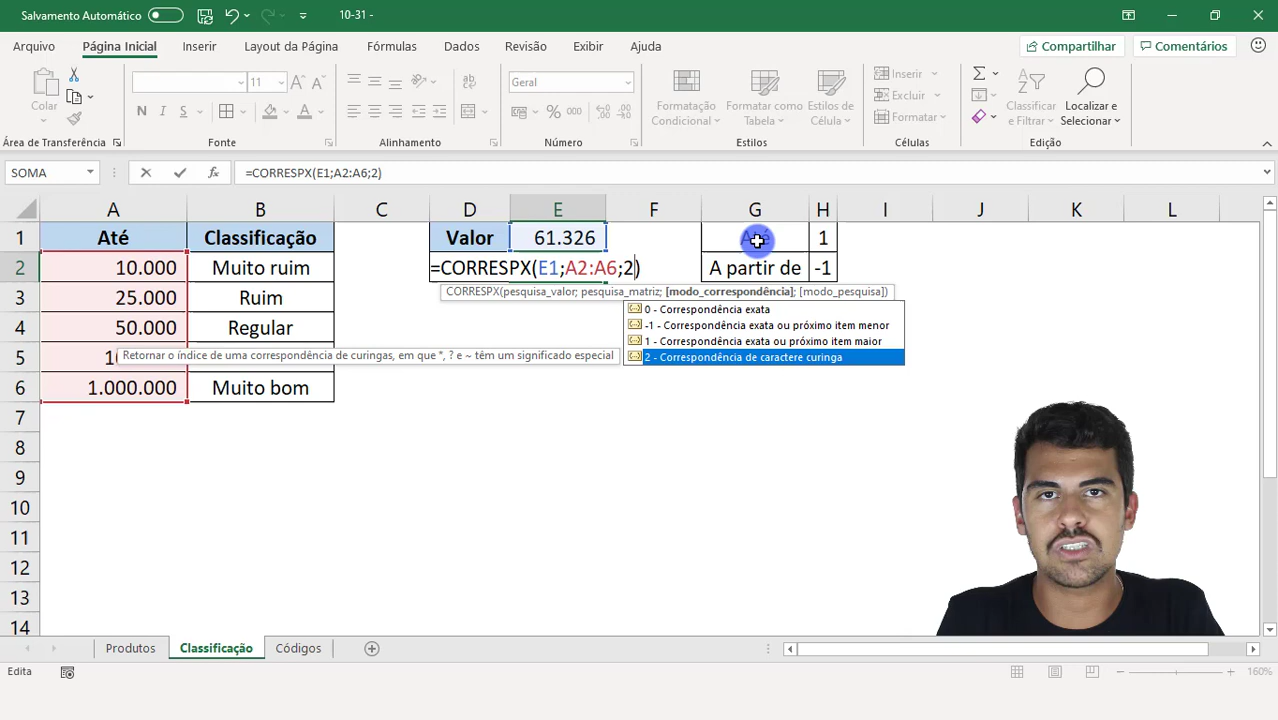 Salvamento Automático
10-31 -
Arquivo
Página Inicial
Inserir
Layout da Página
Fórmulas
Dados
Revisão
Exibir
Ajuda
Compartilhar
Comentários
Colar
11
N I S
Geral
Formatação Condicional
Formatar como Tabela
Estilos de Célula
Inserir
Excluir
Formatar
Classificar e Filtrar
Localizar e Selecionar
Área de Transferência
Fonte
Alinhamento
Número
Estilos
Células
Edição
SOMA
=CORRESPX(E1;A2:A6;2)
A B C D E F G H I J K L
1 Até Classificação Valor 61.326 Até 1
2 10.000 Muito ruim =CORRESPX(E1;A2:A6;2) A partir de -1
CORRESPX(pesquisa_valor; pesquisa_matriz; [modo_correspondência]; [modo_pesquisa])
3 25.000 Ruim
0 - Correspondência exata
-1 - Correspondência exata ou próximo item menor
4 50.000 Regular
1 - Correspondência exata ou próximo item maior
2 - Correspondência de caractere curinga
5
Retornar o índice de uma correspondência de curingas, em que *, ? e ~ têm um significado especial
6 1.000.000 Muito bom
7
8
9
10
11
12
13
14
Produtos
Classificação
Códigos
Edita
160%